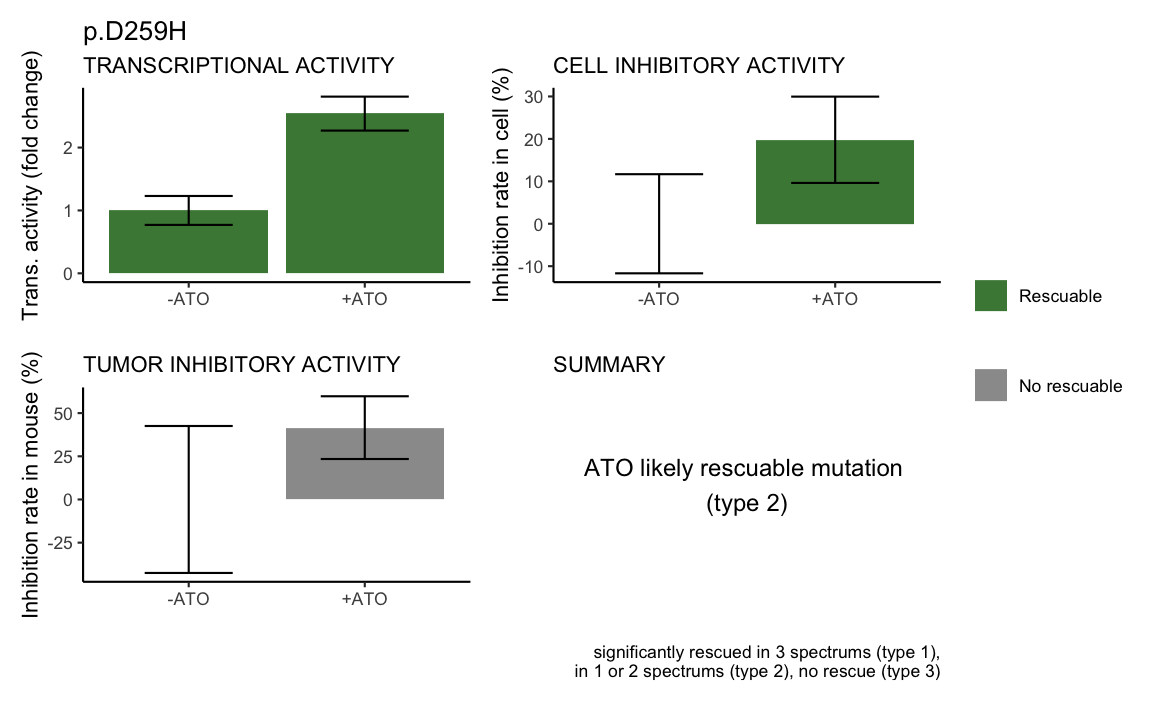 p.D259H
TRANSCRIPTIONAL ACTIVITY
Trans. activity (fold change)
2
1
0
-ATO
+ATO
CELL INHIBITORY ACTIVITY
Inhibition rate in cell (%)
30
20
10
0
-10
-ATO
+ATO
Rescuable
No rescuable
TUMOR INHIBITORY ACTIVITY
Inhibition rate in mouse (%)
50
25
0
-25
-ATO
+ATO
SUMMARY
ATO likely rescuable mutation
(type 2)
significantly rescued in 3 spectrums (type 1),
in 1 or 2 spectrums (type 2), no rescue (type 3)